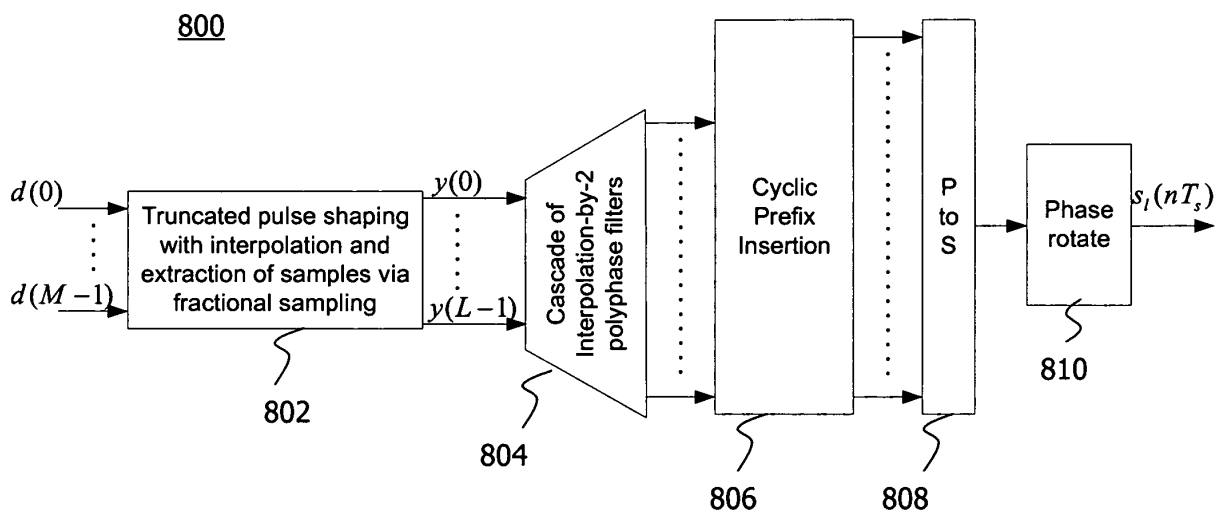 800
d(0)
d(M−1)
Truncated pulse shaping
with interpolation and
extraction of samples via
fractional sampling
802
y(0)
y(L−1)
Cascade of
Interpolation-by-2
polyphase filters
804
Cyclic
Prefix
Insertion
806
P
to
S
808
Phase
rotate
810
s_l(nT_s)